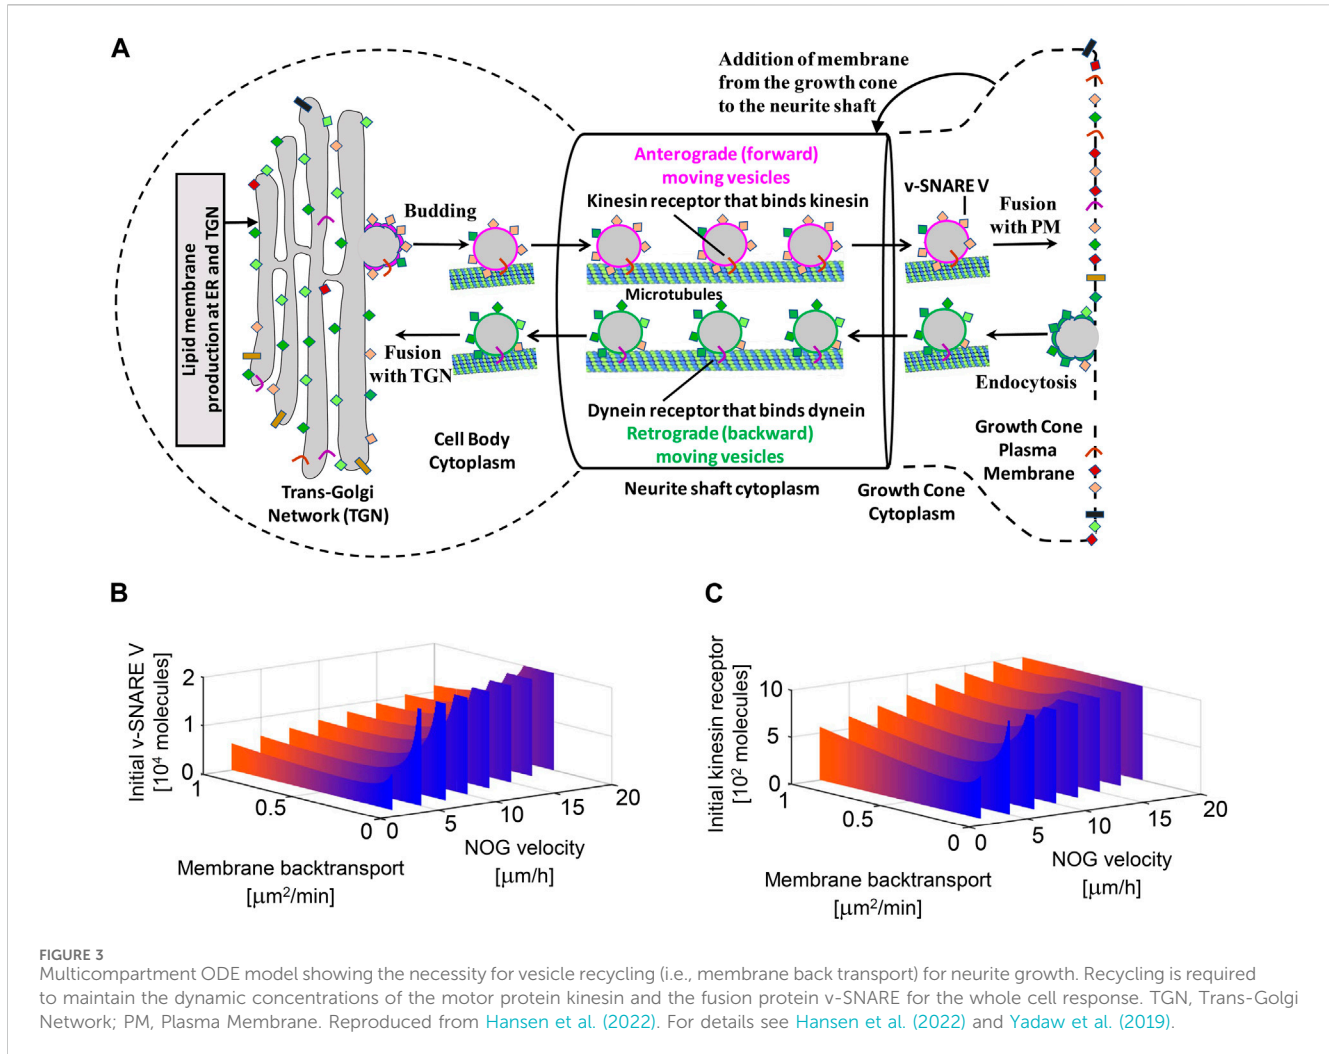 A
Addition of membrane
from the growth cone
to the neurite shaft
Lipid membrane
production at ER and TGN
Budding
Anterograde (forward)
moving vesicles
Kinesin receptor that binds kinesin
v-SNARE V
Fusion
with PM
Microtubules
Fusion
with TGN
Endocytosis
Dynein receptor that binds dynein
Retrograde (backward)
moving vesicles
Cell Body
Cytoplasm
Growth Cone
Plasma
Membrane
Trans-Golgi
Network (TGN)
Neurite shaft cytoplasm
Growth Cone
Cytoplasm
B
Initial v-SNARE V
[10⁴ molecules]
2
1
0
1
0.5
0
0
5
10
15
20
Membrane backtransport
[μm²/min]
NOG velocity
[μm/h]
C
Initial kinesin receptor
[10² molecules]
10
5
0
1
0.5
0
0
5
10
15
20
Membrane backtransport
[μm²/min]
NOG velocity
[μm/h]
FIGURE 3
Multicompartment ODE model showing the necessity for vesicle recycling (i.e., membrane back transport) for neurite growth. Recycling is required
to maintain the dynamic concentrations of the motor protein kinesin and the fusion protein v-SNARE for the whole cell response. TGN, Trans-Golgi
Network; PM, Plasma Membrane. Reproduced from Hansen et al. (2022). For details see Hansen et al. (2022) and Yadaw et al. (2019).